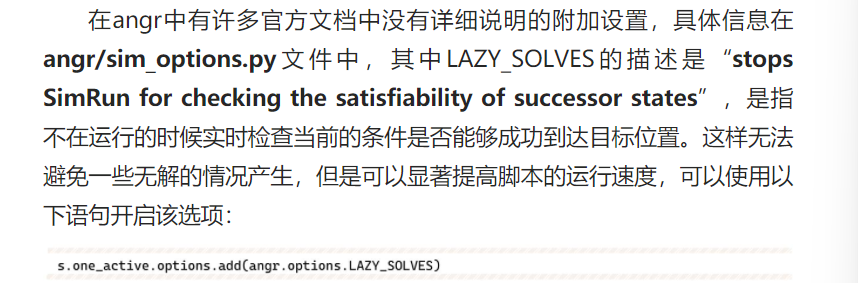 在angr中有许多官方文档中没有详细说明的附加设置，具体信息在
angr/sim_options.py文件中，其中LAZY_SOLVES的描述是“stops
SimRun for checking the satisfiability of successor states”，是指
不在运行的时候实时检查当前的条件是否能够成功到达目标位置。这样无法
避免一些无解的情况产生，但是可以显著提高脚本的运行速度，可以使用以
下语句开启该选项：
s.one_active.options.add(angr.options.LAZY_SOLVES)